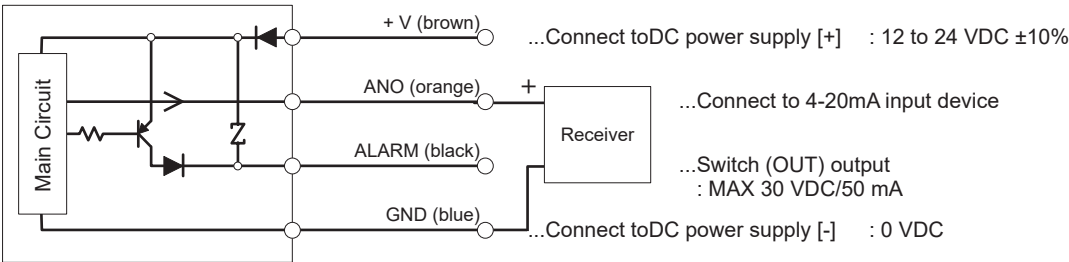 + V (brown) ...Connect toDC power supply [+] : 12 to 24 VDC ±10%
Main Circuit
ANO (orange) + ...Connect to 4-20mA input device
Receiver
ALARM (black) ...Switch (OUT) output
: MAX 30 VDC/50 mA
GND (blue) ...Connect toDC power supply [-] : 0 VDC